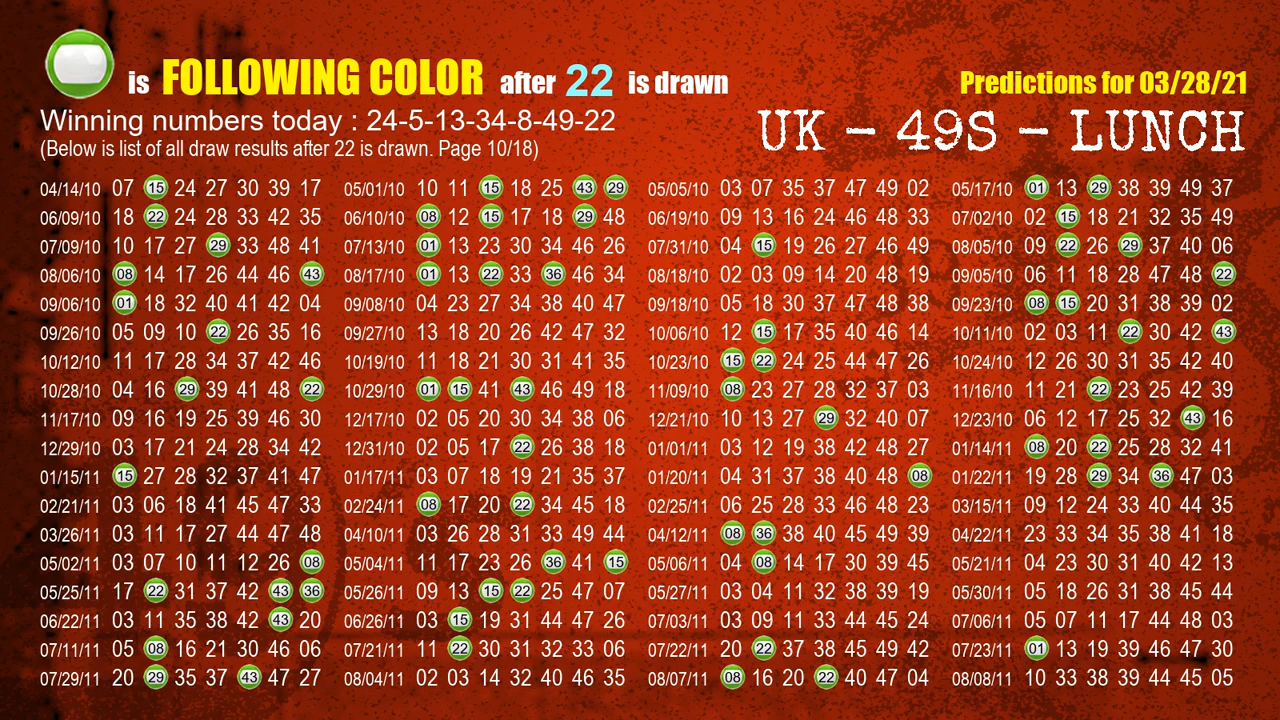 is FOLLOWING COLOR after 22 is drawn
Predictions for 03/28/21
Winning numbers today : 24-5-13-34-8-49-22
UK - 49S - LUNCH
(Below is list of all draw results after 22 is drawn. Page 10/18)
04/14/10 07 15 24 27 30 39 17 05/01/10 10 11 15 18 25 43 29 05/05/10 03 07 35 37 47 49 02 05/17/10 01 13 29 38 39 49 37
06/09/10 18 22 24 28 33 42 35 06/10/10 08 12 15 17 18 29 48 06/19/10 09 13 16 24 46 48 33 07/02/10 02 15 18 21 32 35 49
07/09/10 10 17 27 29 33 48 41 07/13/10 01 13 23 30 34 46 26 07/31/10 04 15 19 26 27 46 49 08/05/10 09 22 26 29 37 40 06
08/06/10 08 14 17 26 44 46 43 08/17/10 01 13 22 33 36 46 34 08/18/10 02 03 09 14 20 48 19 09/05/10 06 11 18 28 47 48 22
09/06/10 01 18 32 40 41 42 04 09/08/10 04 23 27 34 38 40 47 09/18/10 05 18 30 37 47 48 38 09/23/10 08 15 20 31 38 39 02
09/26/10 05 09 10 22 26 35 16 09/27/10 13 18 20 26 42 47 32 10/06/10 12 15 17 35 40 46 14 10/11/10 02 03 11 22 30 42 43
10/12/10 11 17 28 34 37 42 46 10/19/10 11 18 21 30 31 41 35 10/23/10 15 22 24 25 44 47 26 10/24/10 12 26 30 31 35 42 40
10/28/10 04 16 29 39 41 48 22 10/29/10 01 15 41 43 46 49 18 11/09/10 08 23 27 28 32 37 03 11/16/10 11 21 22 23 25 42 39
11/17/10 09 16 19 25 39 46 30 12/17/10 02 05 20 30 34 38 06 12/21/10 10 13 27 29 32 40 07 12/23/10 06 12 17 25 32 43 16
12/29/10 03 17 21 24 28 34 42 12/31/10 02 05 17 22 26 38 18 01/01/11 03 12 19 38 42 48 27 01/14/11 08 20 22 25 28 32 41
01/15/11 15 27 28 32 37 41 47 01/17/11 03 07 18 19 21 35 37 01/20/11 04 31 37 38 40 48 08 01/22/11 19 28 29 34 36 47 03
02/21/11 03 06 18 41 45 47 33 02/24/11 08 17 20 22 34 45 18 02/25/11 06 25 28 33 46 48 23 03/15/11 09 12 24 33 40 44 35
03/26/11 03 11 17 27 44 47 48 04/10/11 03 26 28 31 33 49 44 04/12/11 08 36 38 40 45 49 39 04/22/11 23 33 34 35 38 41 18
05/02/11 03 07 10 11 12 26 08 05/04/11 11 17 23 26 36 41 15 05/06/11 04 08 14 17 30 39 45 05/21/11 04 23 30 31 40 42 13
05/25/11 17 22 31 37 42 43 36 05/26/11 09 13 15 22 25 47 07 05/27/11 03 04 11 32 38 39 19 05/30/11 05 18 26 31 38 45 44
06/22/11 03 11 35 38 42 43 20 06/26/11 03 15 19 31 44 47 26 07/03/11 03 09 11 34 44 45 24 07/06/11 05 07 11 17 44 48 03
07/11/11 05 08 16 21 30 46 06 07/21/11 11 22 30 31 32 33 06 07/22/11 20 22 37 38 45 49 42 07/23/11 01 13 19 39 46 47 30
07/29/11 20 29 35 37 43 47 27 08/04/11 02 03 14 32 40 46 35 08/07/11 08 16 20 22 40 47 04 08/08/11 10 33 38 39 44 45 05